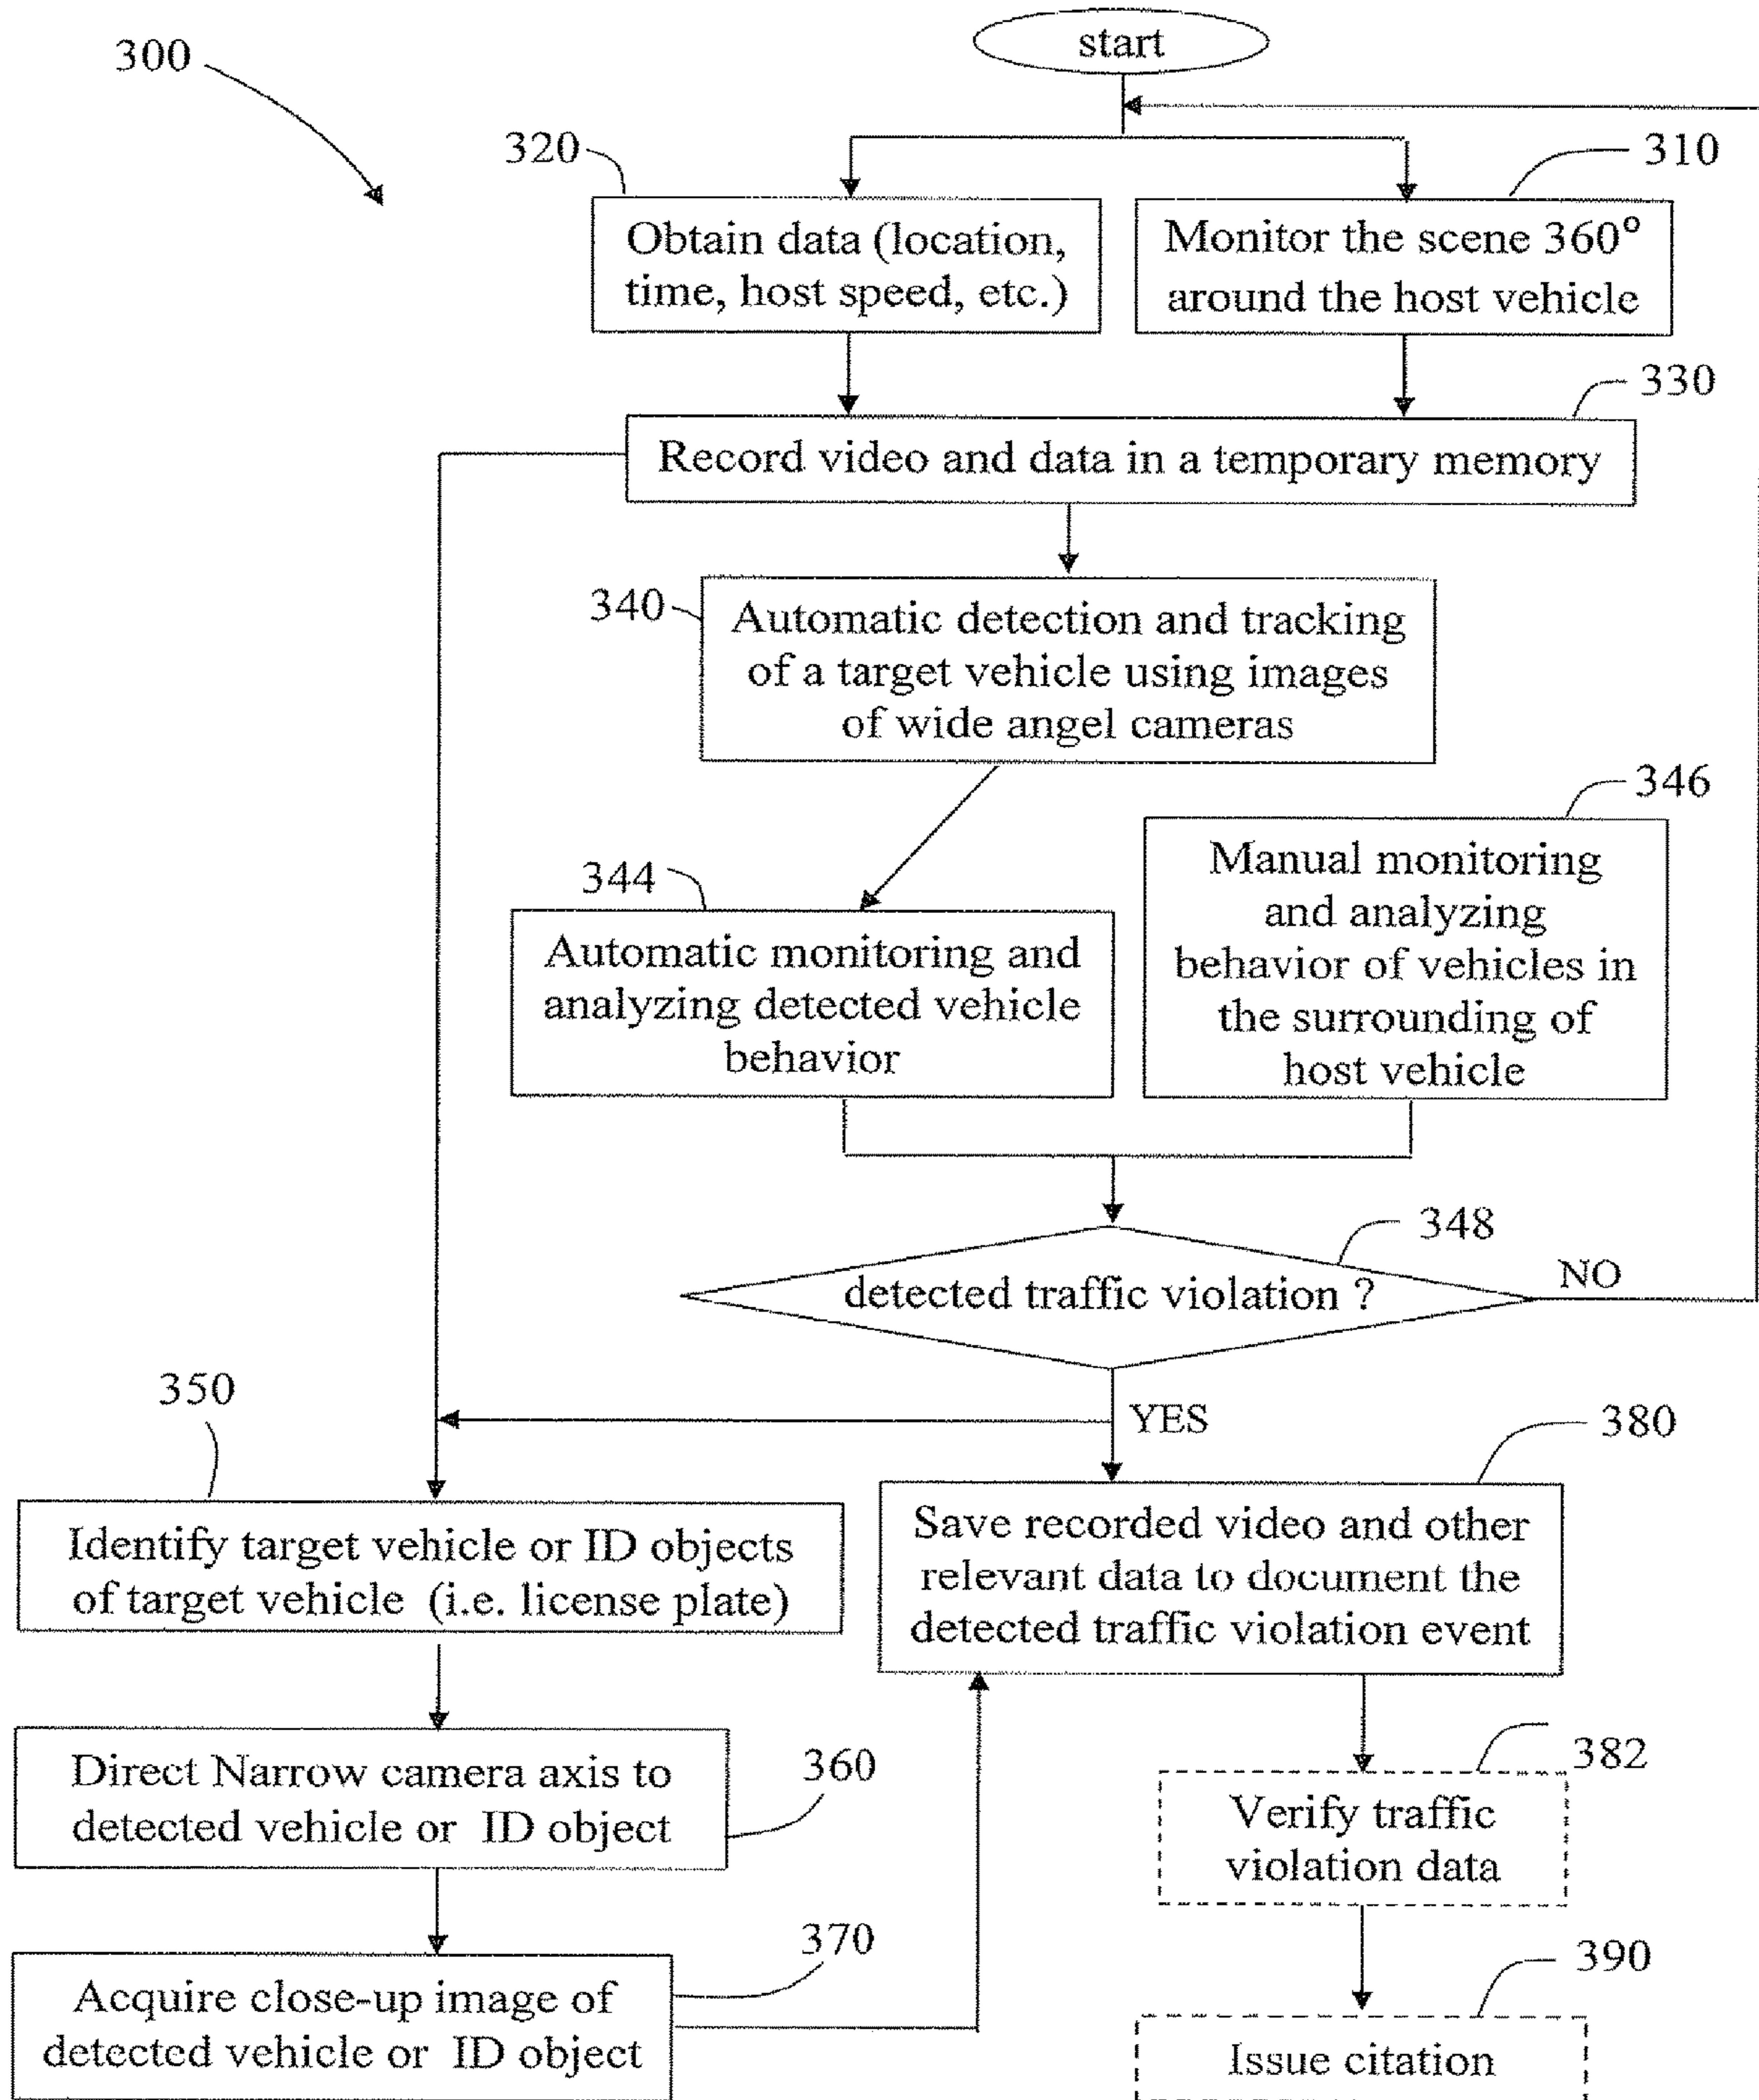 start
300
320
310
Obtain data (location,
time, host speed, etc.)
Monitor the scene 360°
around the host vehicle
330
Record video and data in a temporary memory
340
Automatic detection and tracking
of a target vehicle using images
of wide angel cameras
346
Manual monitoring
and analyzing
behavior of vehicles in
the surrounding of
host vehicle
344
Automatic monitoring and
analyzing detected vehicle
behavior
348
detected traffic violation ?
NO
YES
350
Identify target vehicle or ID objects
of target vehicle (i.e. license plate)
380
Save recorded video and other
relevant data to document the
detected traffic violation event
360
Direct Narrow camera axis to
detected vehicle or ID object
382
Verify traffic
violation data
370
Acquire close-up image of
detected vehicle or ID object
390
Issue citation